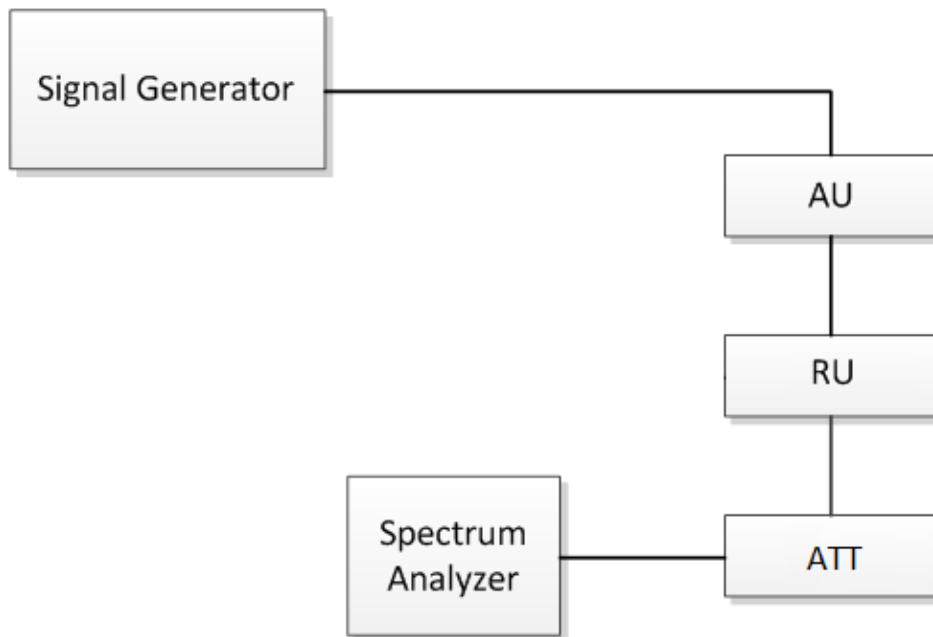 Signal Generator
AU
RU
Spectrum
Analyzer
ATT